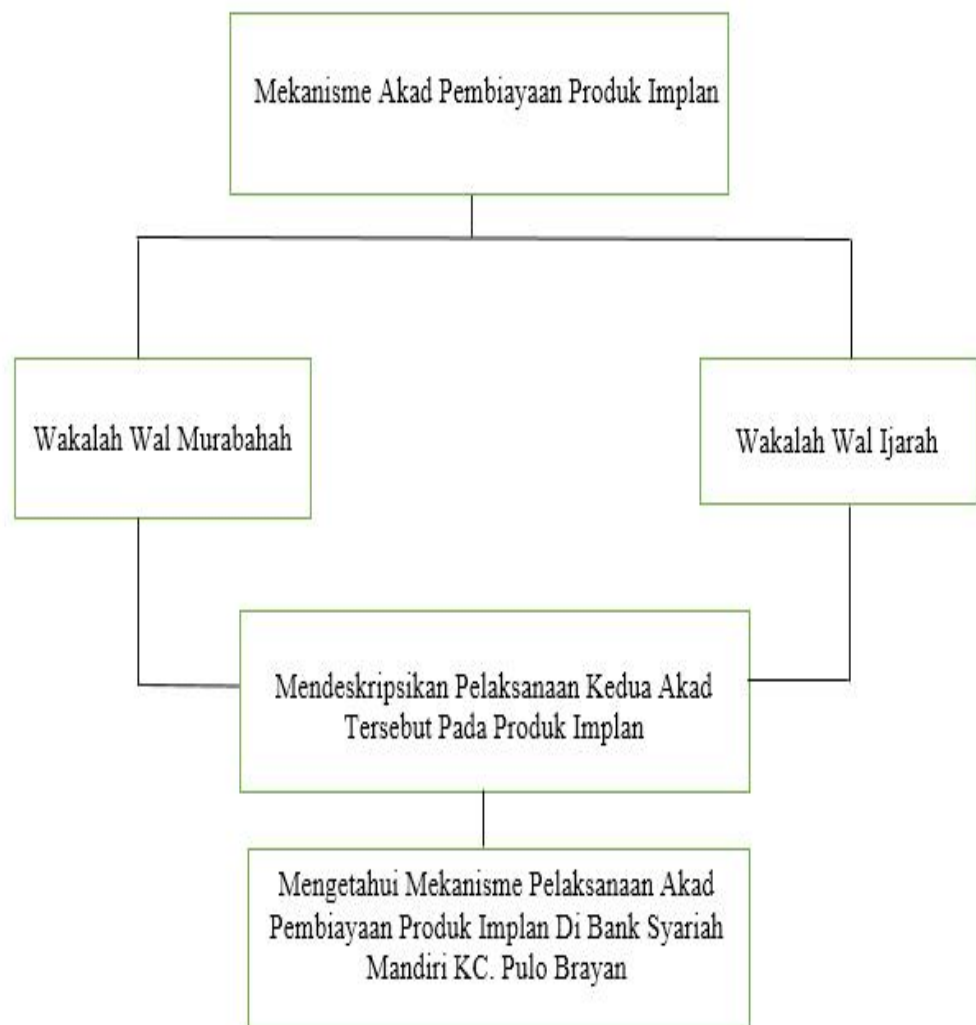 Mekanisme Akad Pembiayaan Produk Implan
Wakalah Wal Murabahah
Wakalah Wal Ijarah
Mendeskripsikan Pelaksanaan Kedua Akad
Tersebut Pada Produk Implan
Mengetahui Mekanisme Pelaksanaan Akad
Pembiayaan Produk Implan Di Bank Syariah
Mandiri KC. Pulo Brayan